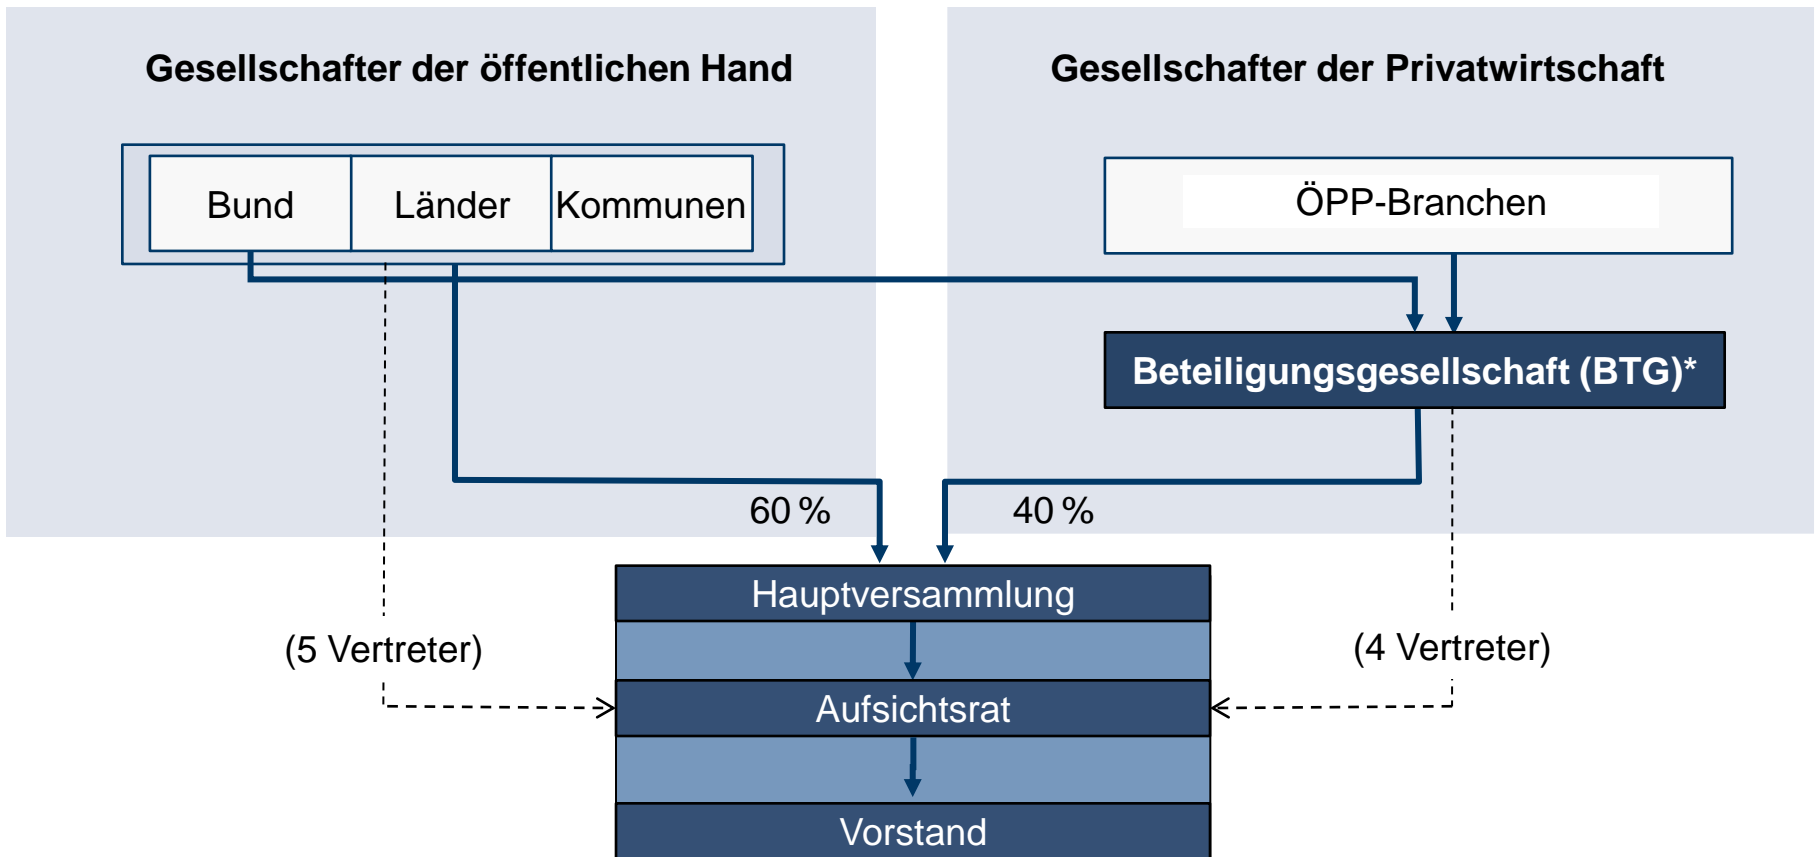 Gesellschafter der öffentlichen Hand
Gesellschafter der Privatwirtschaft
Bund
Länder
Kommunen
ÖPP-Branchen
Beteiligungsgesellschaft (BTG)*
60 %
40 %
Hauptversammlung
(5 Vertreter)
(4 Vertreter)
Aufsichtsrat
Vorstand